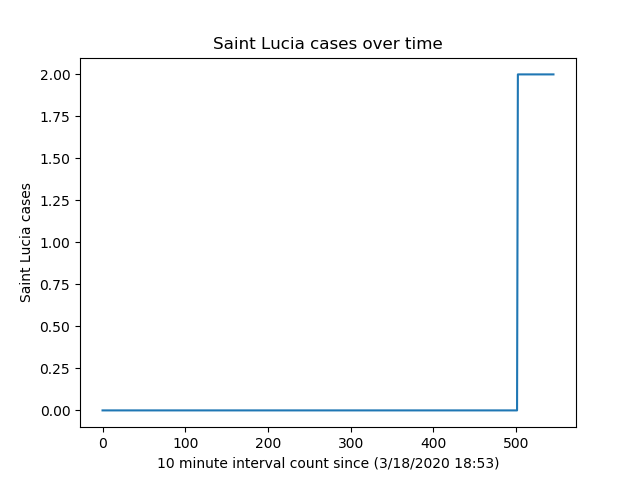 Saint Lucia cases over time
2.00
1.75
1.50
1.25
1.00
0.75
0.50
0.25
0.00
Saint Lucia cases
0 100 200 300 400 500
10 minute interval count since (3/18/2020 18:53)